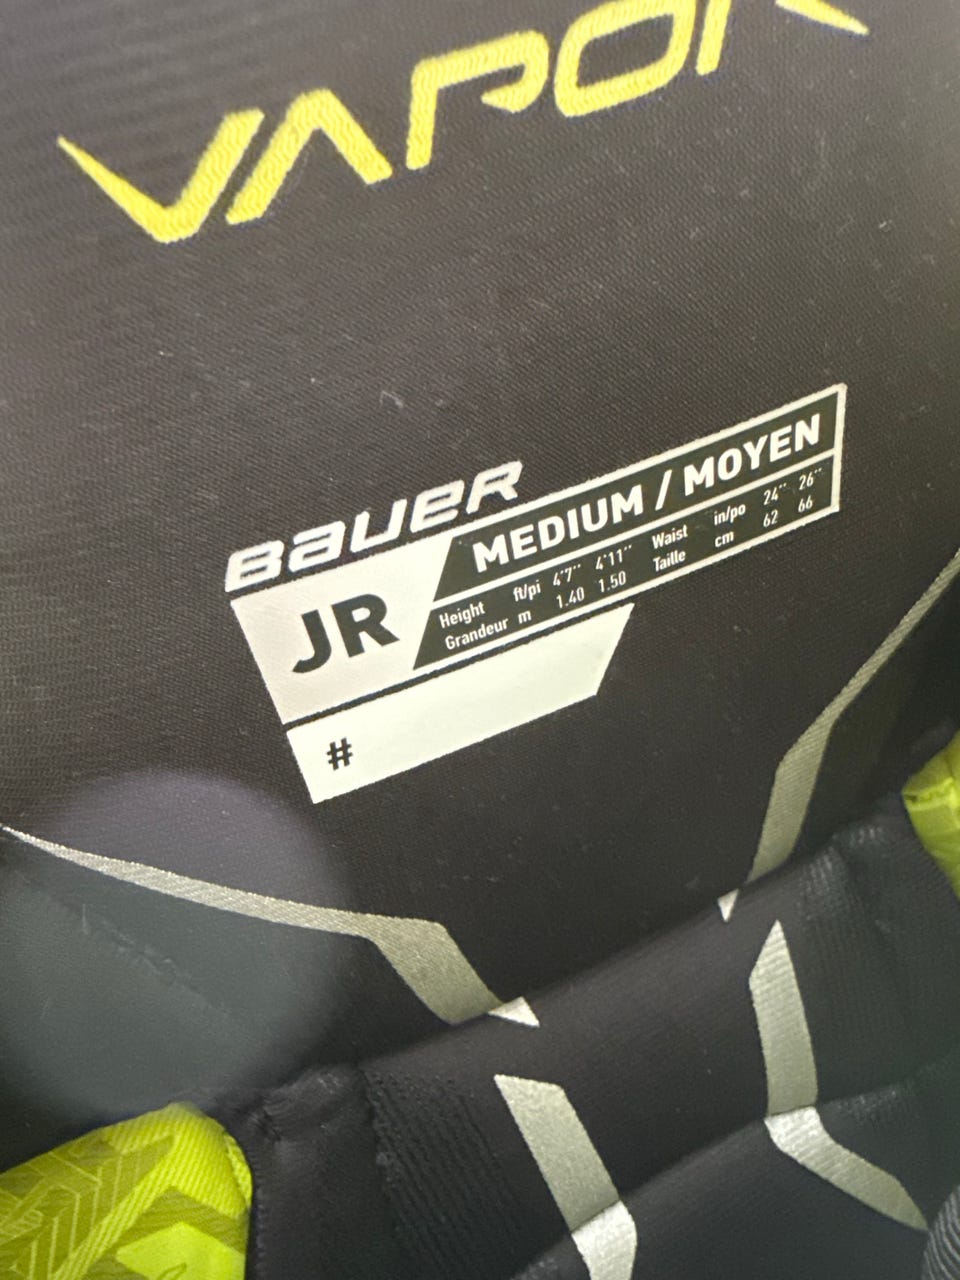 VAPOR
BAUER
JR
MEDIUM / MOYEN
Height ft/pi 4'7'' 4'11'' Waist in/po 24'' 26''
Grandeur m 1.40 1.50 Taille cm 62 66
#